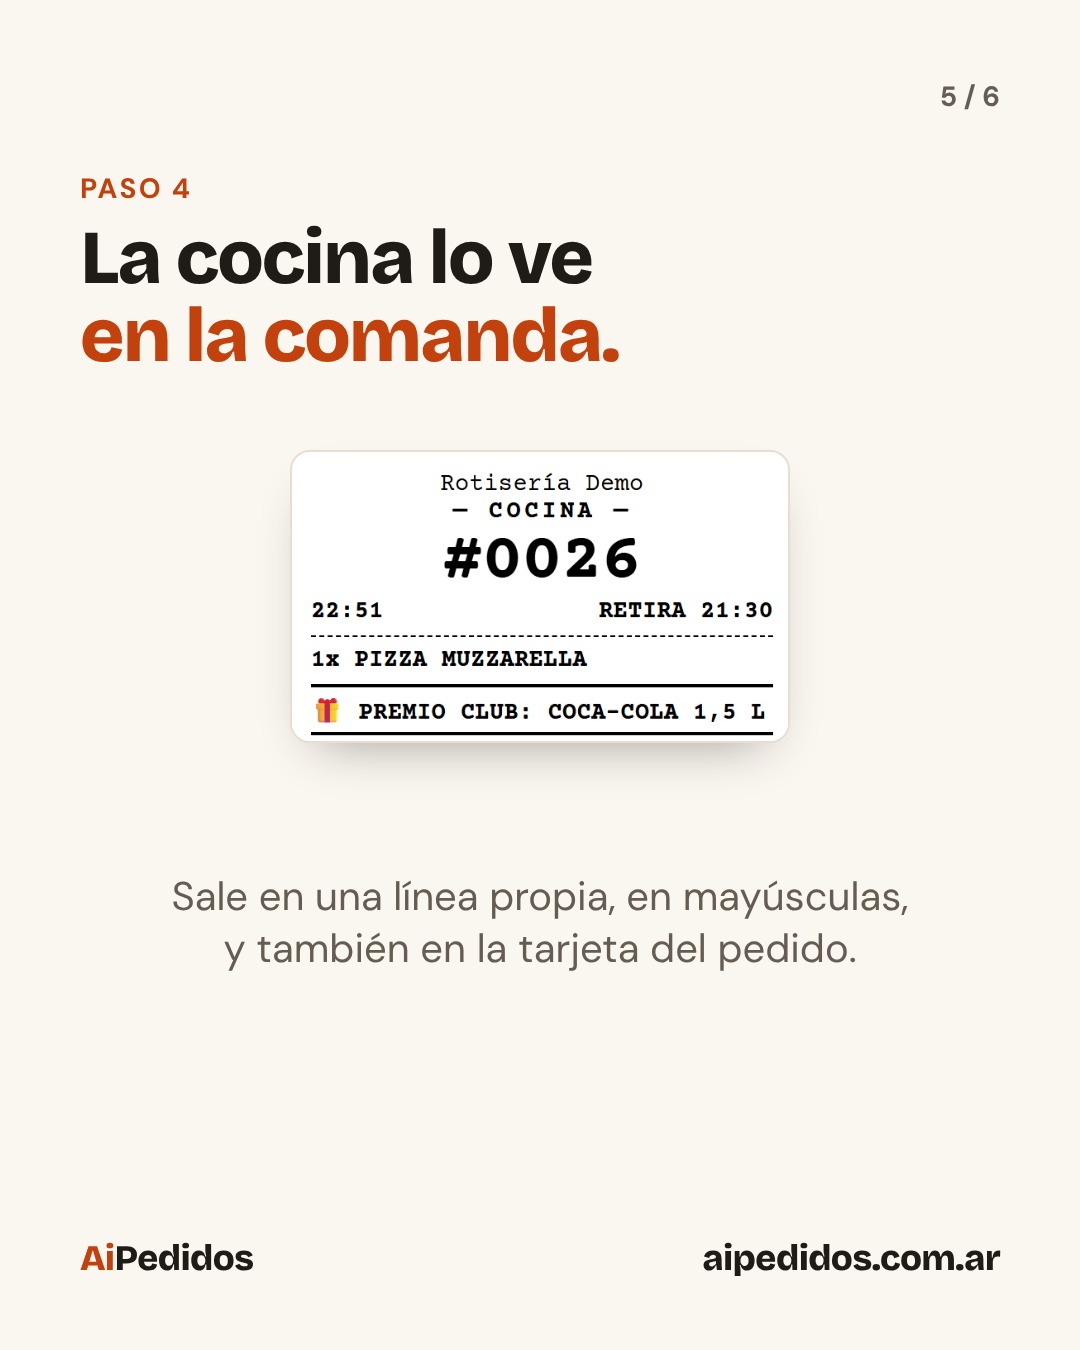 5 / 6
PASO 4
La cocina lo ve
en la comanda.
Rotisería Demo
— COCINA —
#0026
22:51 RETIRA 21:30
1x PIZZA MUZZARELLA
PREMIO CLUB: COCA-COLA 1,5 L
Sale en una línea propia, en mayúsculas,
y también en la tarjeta del pedido.
AiPedidos aipedidos.com.ar